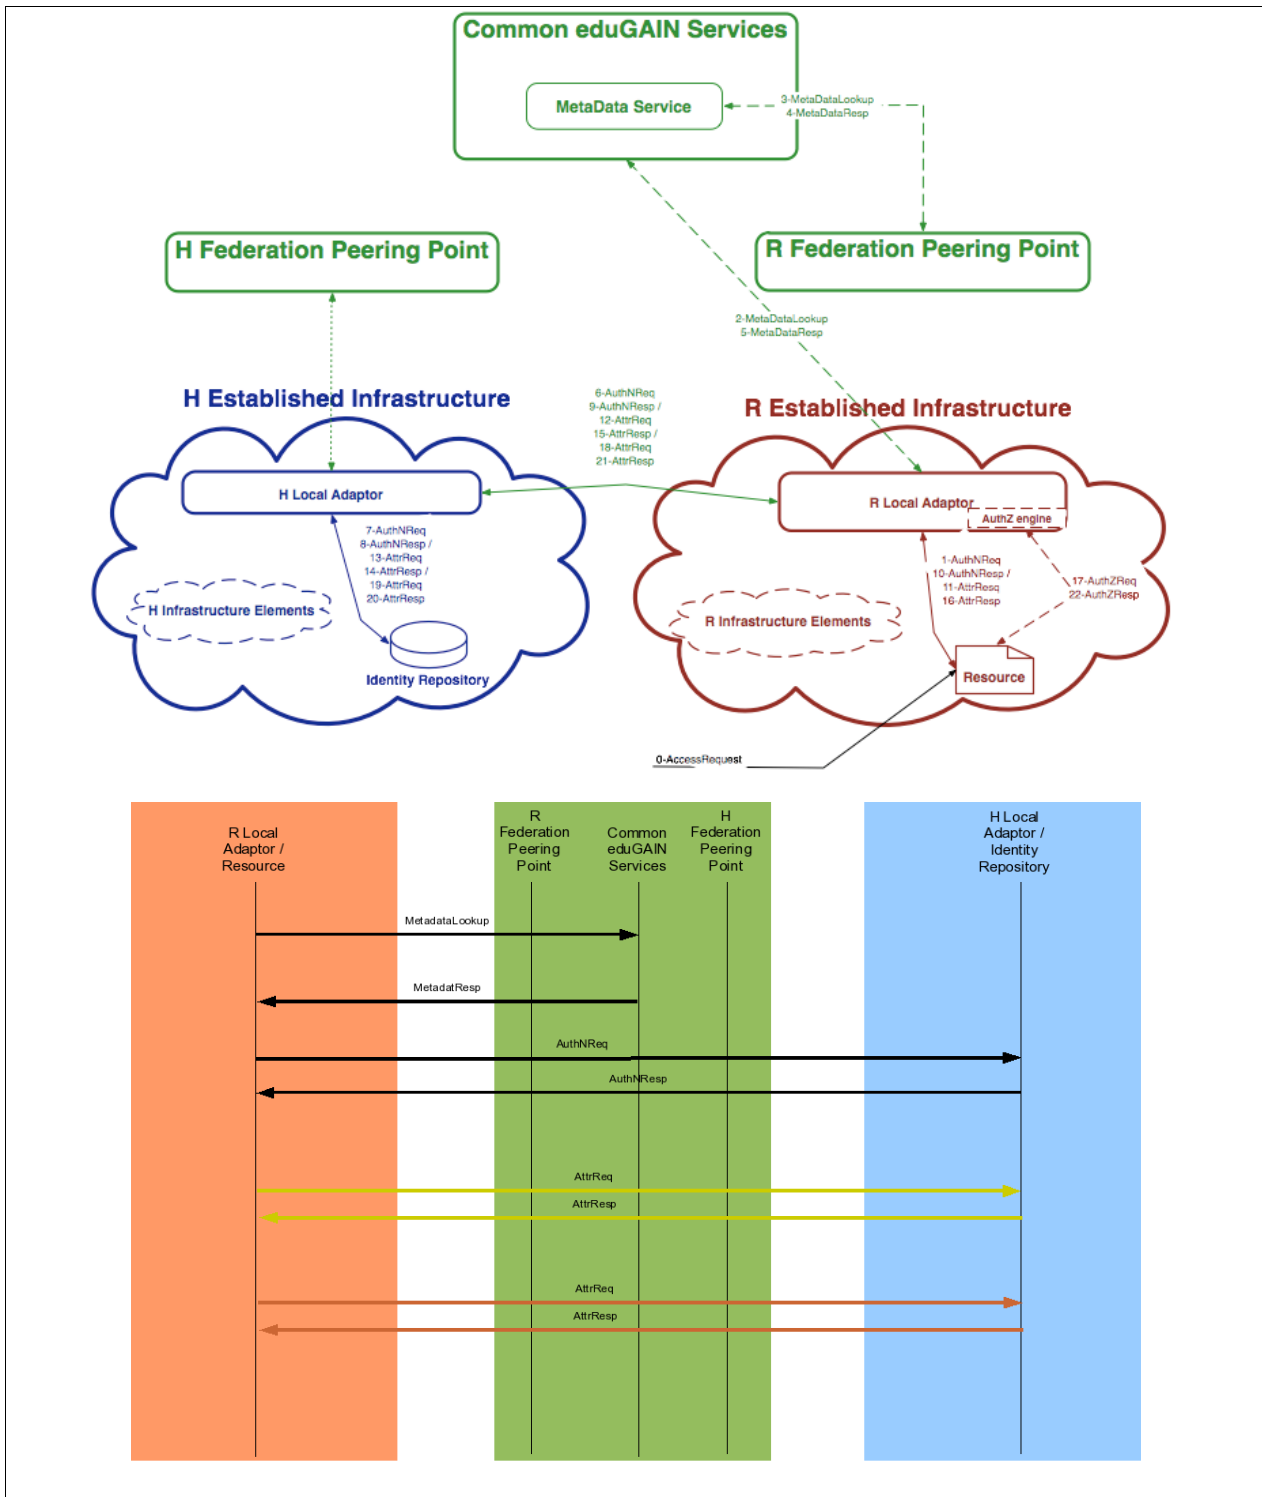 Common eduGAIN Services
MetaData Service
3-MetaDataLookup
4-MetaDataResp
H Federation Peering Point
R Federation Peering Point
2-MetaDataLookup
5-MetaDataResp
H Established Infrastructure
R Established Infrastructure
6-AuthNReq
9-AuthNResp /
12-AttrReq
15-AttrResp /
18-AttrReq
21-AttrResp
H Local Adaptor
R Local Adaptor
AuthZ engine
7-AuthNReq
8-AuthNResp /
13-AttrReq
14-AttrResp /
19-AttrReq
20-AttrResp
1-AuthNReq
10-AuthNResp /
11-AttrResq
16-AttrResp
17-AuthZReq
22-AuthZResp
H Infrastructure Elements
R Infrastructure Elements
Identity Repository
Resource
0-AccessRequest
R Local
Adaptor /
Resource
R
Federation
Peering
Point
Common
eduGAIN
Services
H
Federation
Peering
Point
H Local
Adaptor /
Identity
Repository
MetadataLookup
MetadatResp
AuthNReq
AuthNResp
AttrReq
AttrResp
AttrReq
AttrResp